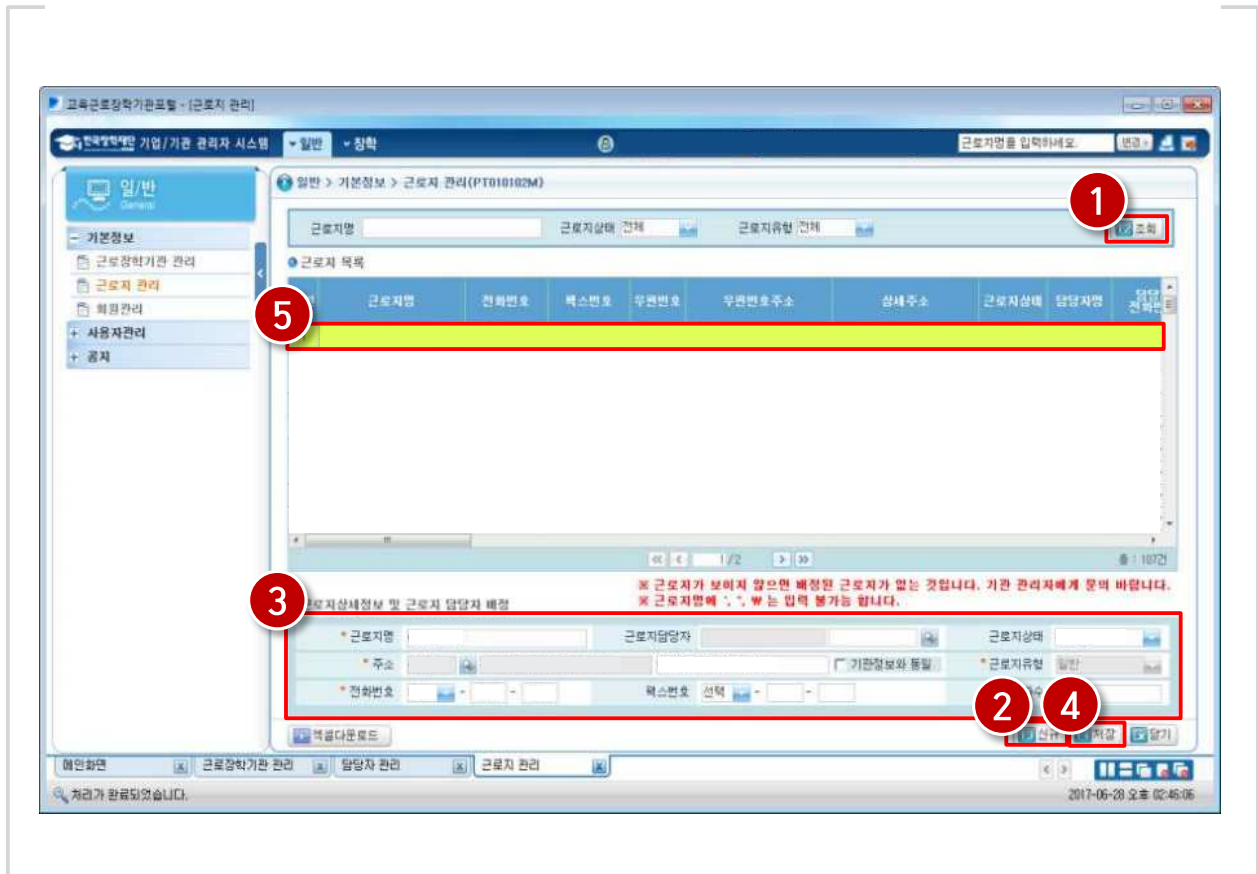 교육근로장학기관포털 - [근로지 관리]
한국장학재단 기업/기관 관리자 시스템 일반 장학 근로지명을 입력하세요. 변경
일/반
General
일반 > 기본정보 > 근로지 관리(PT010102M)
1
근로지명 근로지상태 전체 근로지유형 전체 조회
- 기본정보
근로장학기관 관리
근로지 관리
회원관리
+ 사용자관리
+ 공지
근로지 목록
근로지명 전화번호 팩스번호 우편번호 우편번호주소 상세주소 근로지상태 담당자명 담당
5
1/2 총 : 107건
※ 근로지가 보이지 않으면 배정된 근로지가 없는 것입니다. 기관 관리자에게 문의 바랍니다.
3
근로지상세정보 및 근로지 담당자 배정
* 근로지명 근로지담당자 근로지상태
* 주소 기관정보와 동일 * 근로지유형 일반
* 전화번호 - - 팩스번호 선택 - -
2 4
엑셀다운로드 신규 저장 닫기
메인화면 근로장학기관 관리 담당자 관리 근로지 관리
처리가 완료되었습니다. 2017-06-28 오후 02:46:06